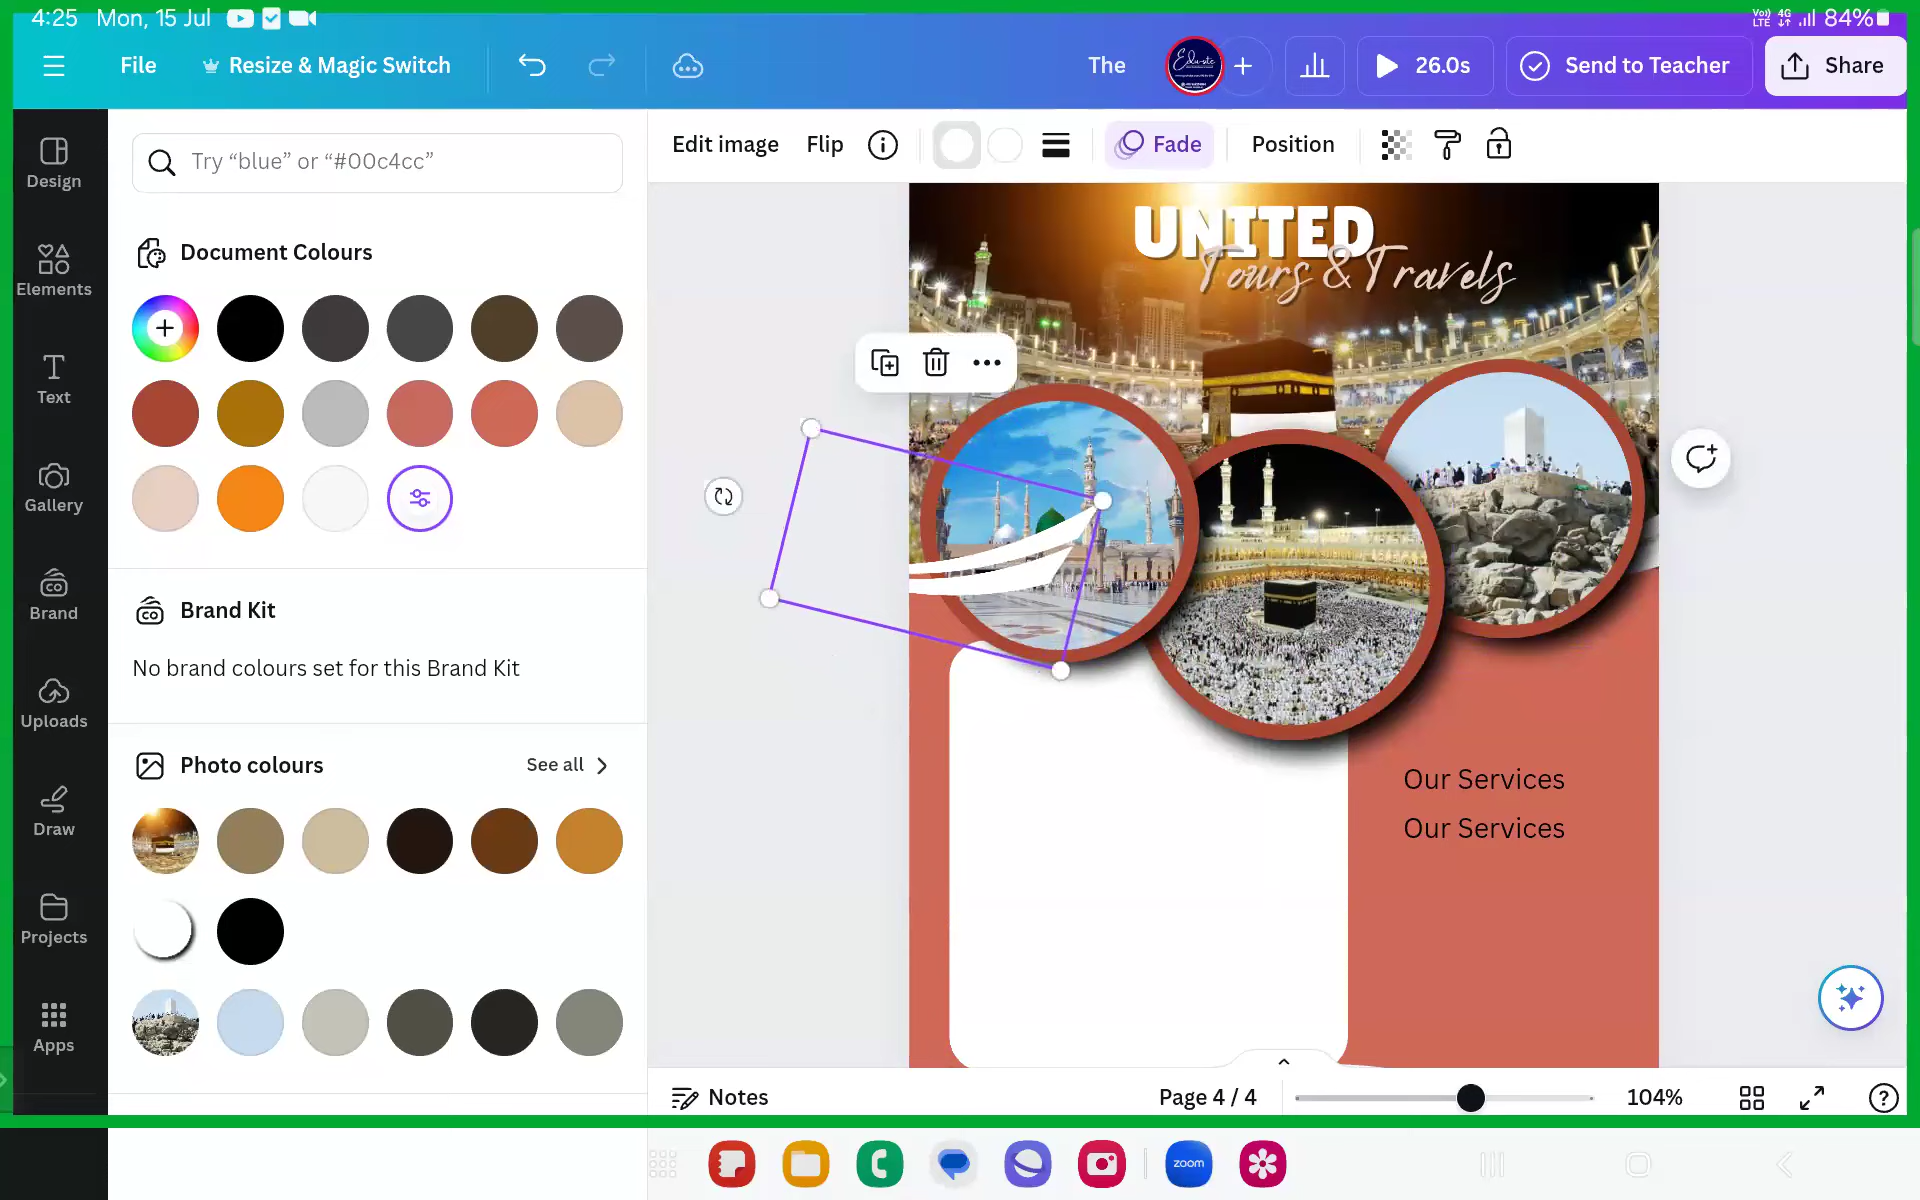 4:25 Mon, 15 Jul
Vo)) LTE 4G 84%
File
Resize & Magic Switch
The
26.0s
Send to Teacher
Share
Design
Elements
Text
Gallery
Brand
Uploads
Draw
Projects
Apps
Try “blue” or “#00c4cc”
Document Colours
Brand Kit
No brand colours set for this Brand Kit
Photo colours
See all
Edit image
Flip
Fade
Position
UNITED
Tours & Travels
Our Services
Our Services
Notes
Page 4 / 4
104%
zoom